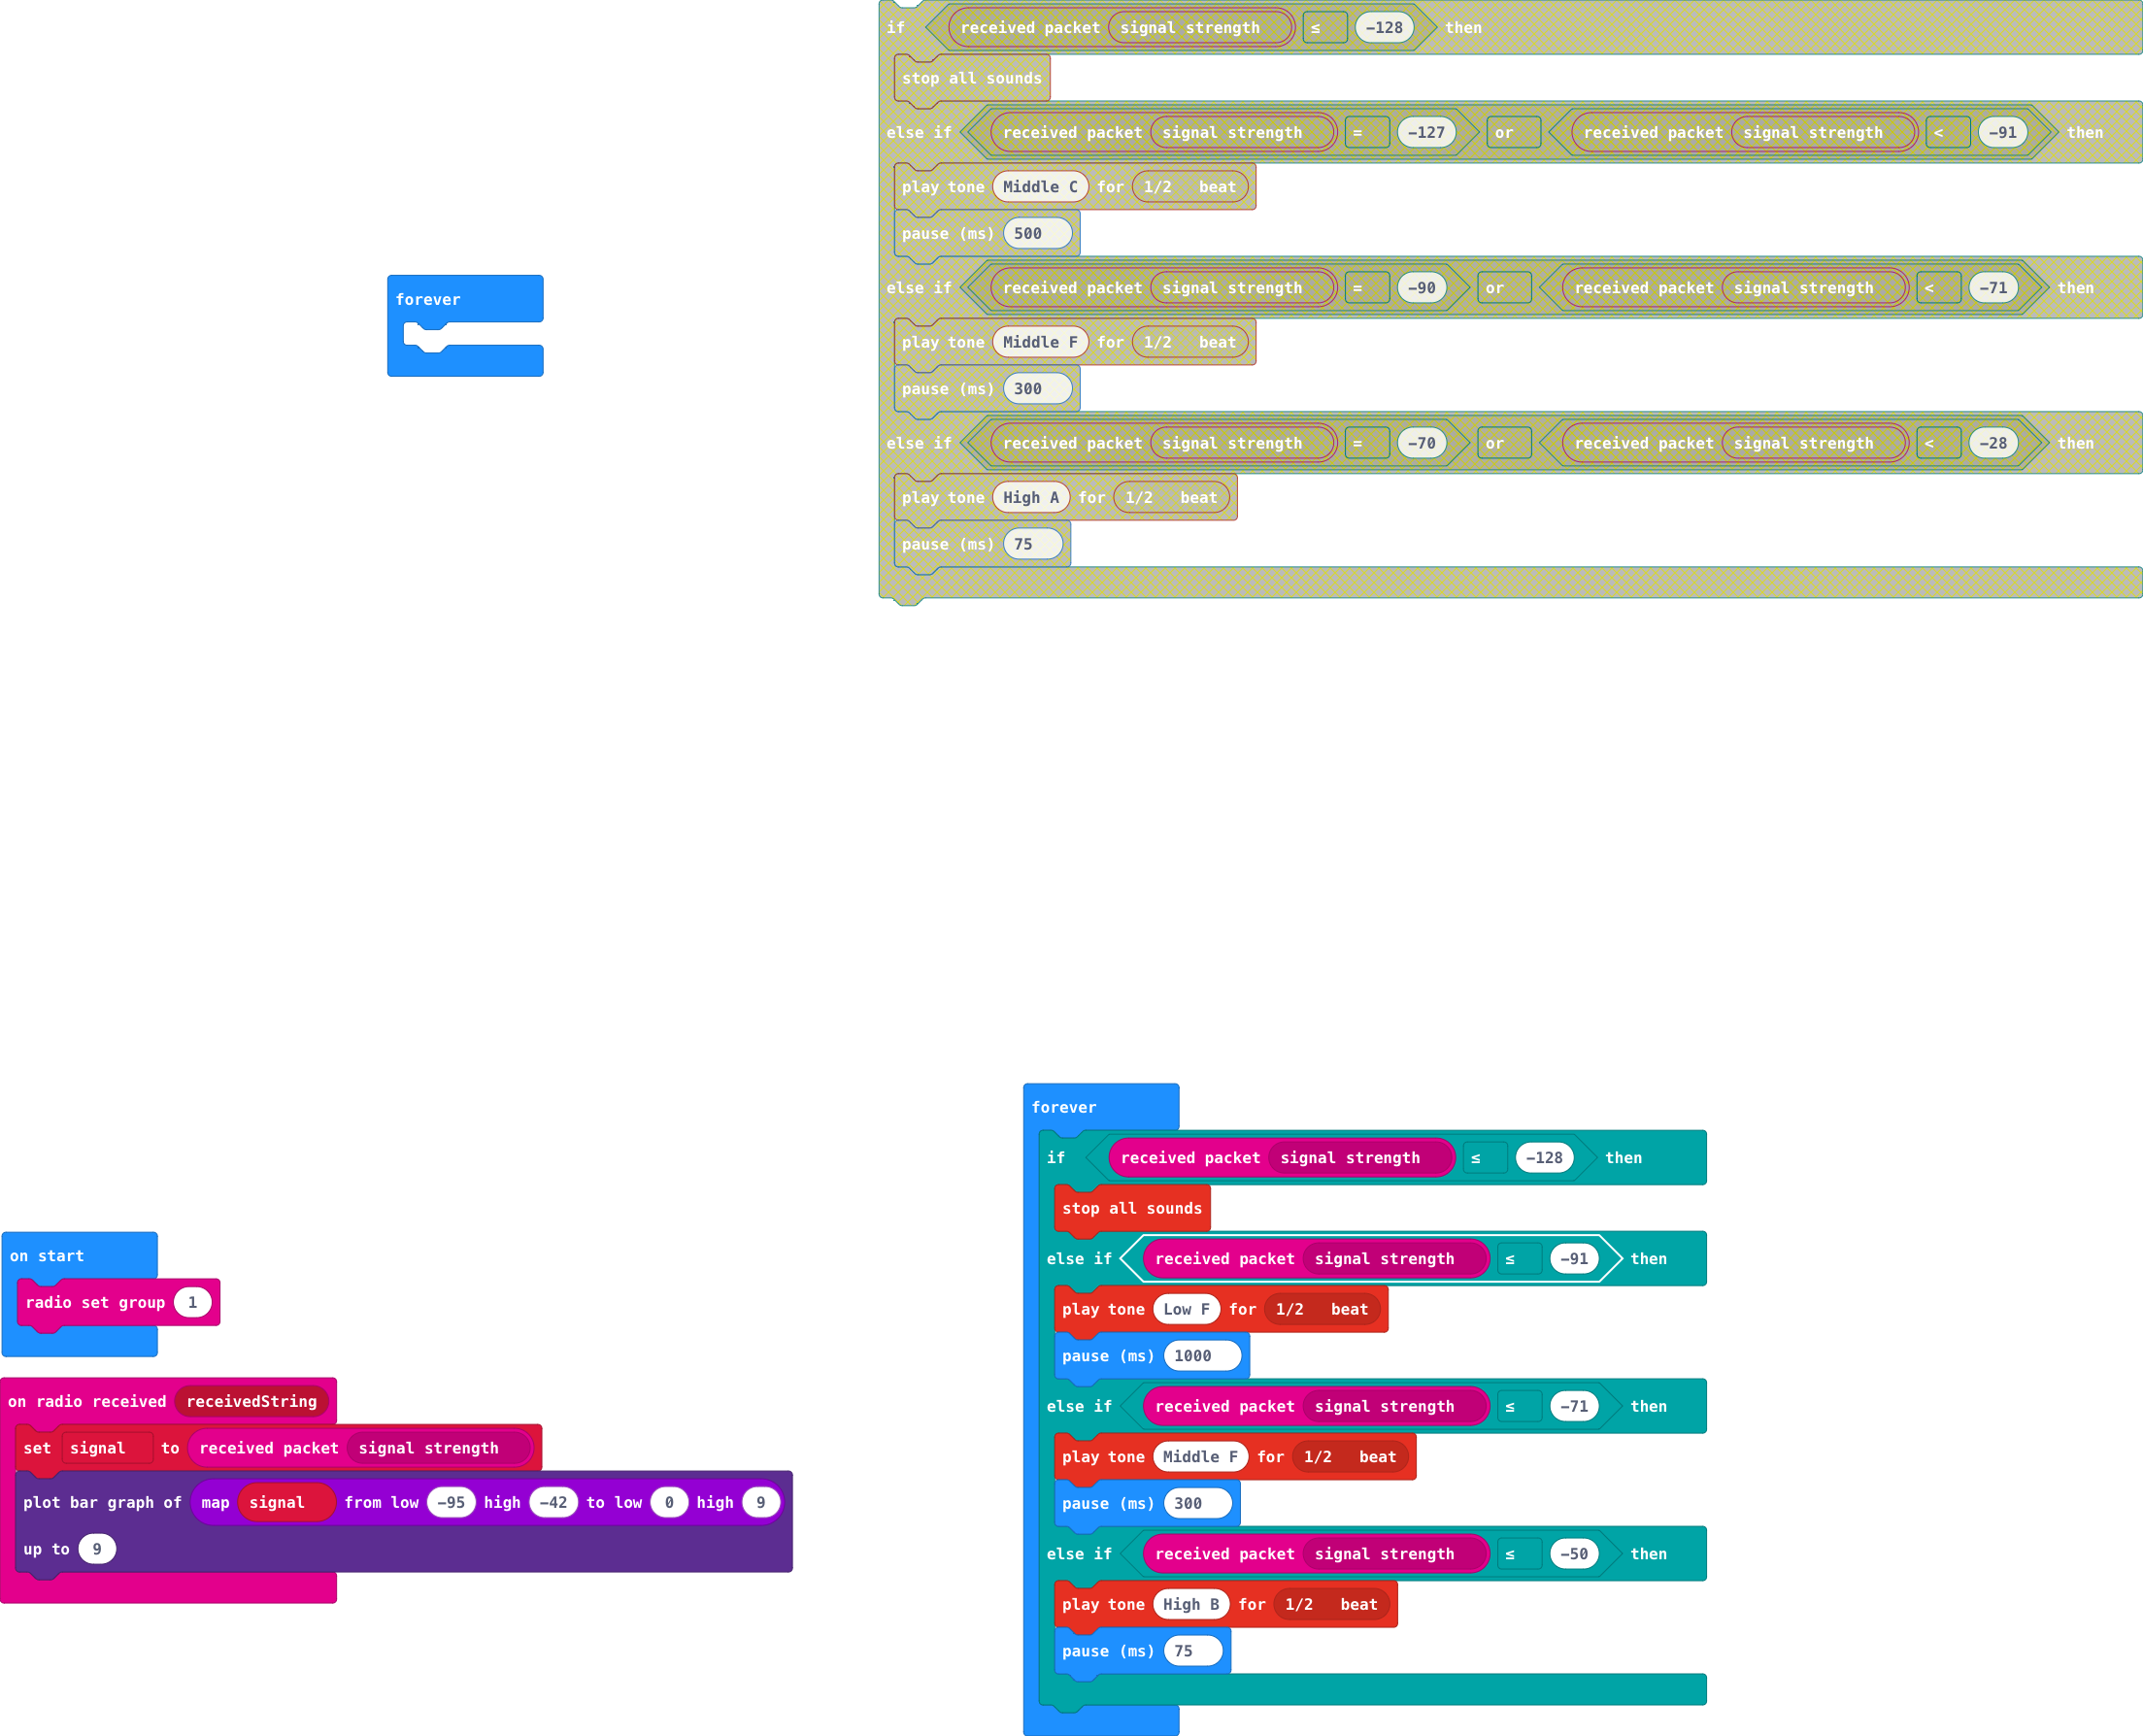 if received packet signal strength ≤ -128 then
stop all sounds
else if received packet signal strength = -127 or received packet signal strength < -91 then
play tone Middle C for 1/2 beat
pause (ms) 500
else if received packet signal strength = -90 or received packet signal strength < -71 then
play tone Middle F for 1/2 beat
pause (ms) 300
else if received packet signal strength = -70 or received packet signal strength < -28 then
play tone High A for 1/2 beat
pause (ms) 75
forever
on start
radio set group 1
on radio received receivedString
set signal to received packet signal strength
plot bar graph of map signal from low -95 high -42 to low 0 high 9
up to 9
forever
if received packet signal strength ≤ -128 then
stop all sounds
else if received packet signal strength ≤ -91 then
play tone Low F for 1/2 beat
pause (ms) 1000
else if received packet signal strength ≤ -71 then
play tone Middle F for 1/2 beat
pause (ms) 300
else if received packet signal strength ≤ -50 then
play tone High B for 1/2 beat
pause (ms) 75